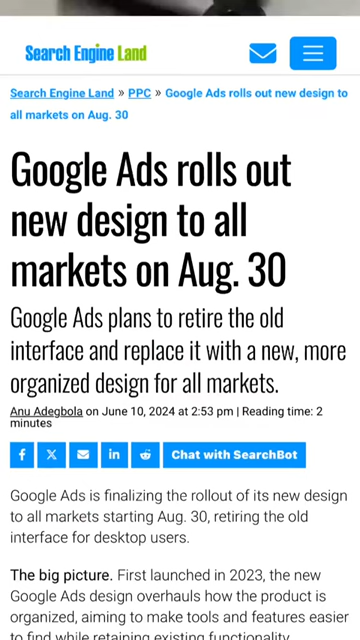 Search Engine Land
Search Engine Land » PPC » Google Ads rolls out new design to
all markets on Aug. 30
Google Ads rolls out
new design to all
markets on Aug. 30
Google Ads plans to retire the old
interface and replace it with a new, more
organized design for all markets.
Anu Adegbola on June 10, 2024 at 2:53 pm | Reading time: 2
minutes
Chat with SearchBot
Google Ads is finalizing the rollout of its new design
to all markets starting Aug. 30, retiring the old
interface for desktop users.
The big picture. First launched in 2023, the new
Google Ads design overhauls how the product is
organized, aiming to make tools and features easier
to find while retaining existing functionality.